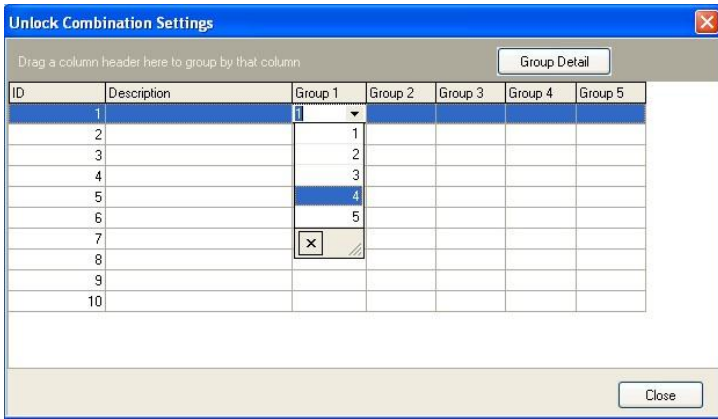 Unlock Combination Settings
Drag a column header here to group by that column Group Detail
ID Description Group 1 Group 2 Group 3 Group 4 Group 5
1 1
2 1
3 2
4 3
5 4
6 5
7
8
9
10
Close